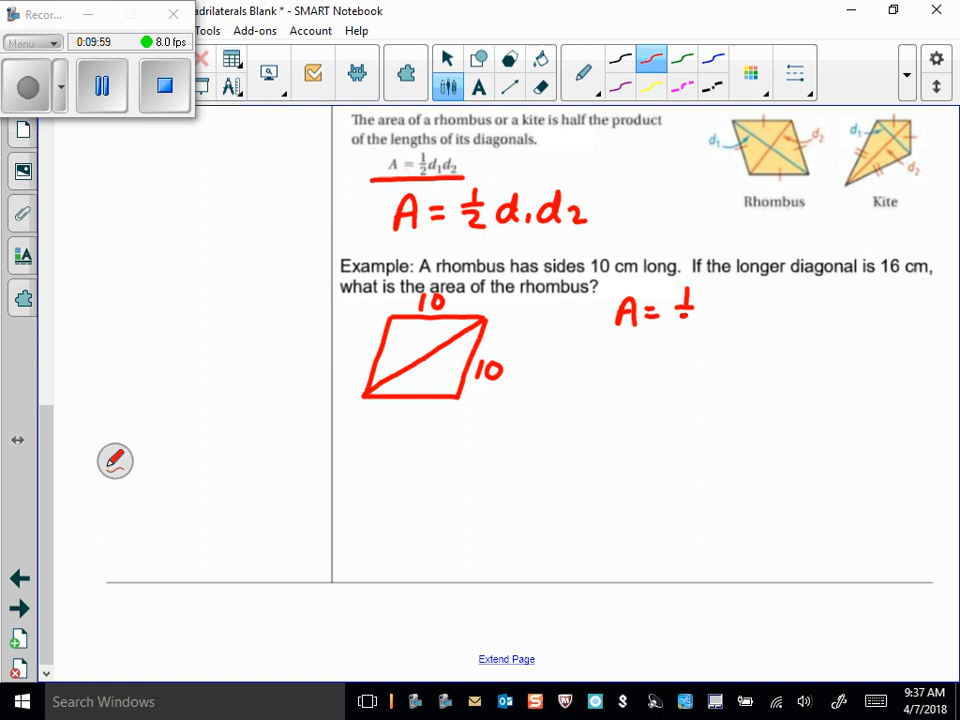 Recor...
adrilaterals Blank * - SMART Notebook
Menu
0:09:59
8.0 fps
Tools Add-ons Account Help
A
The area of a rhombus or a kite is half the product
of the lengths of its diagonals.
A = ½d₁d₂
A = ½ d₁d₂
d₁
d₂
Rhombus
d₁
d₂
Kite
Example: A rhombus has sides 10 cm long. If the longer diagonal is 16 cm,
what is the area of the rhombus?
10
10
A = 1
Extend Page
Search Windows
9:37 AM
4/7/2018